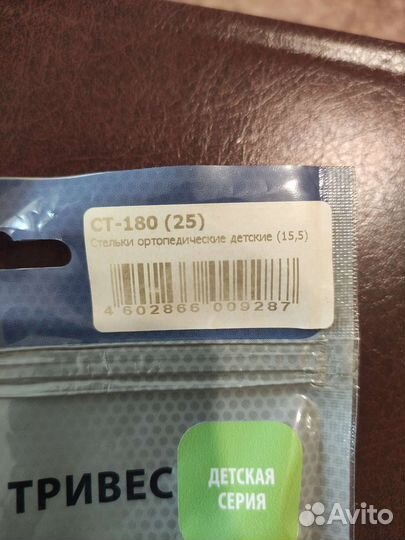 СТ-180 (25)
Стельки ортопедические детские (15,5)
4 602866 009287
ТРИВЕС
ДЕТСКАЯ
СЕРИЯ
Avito